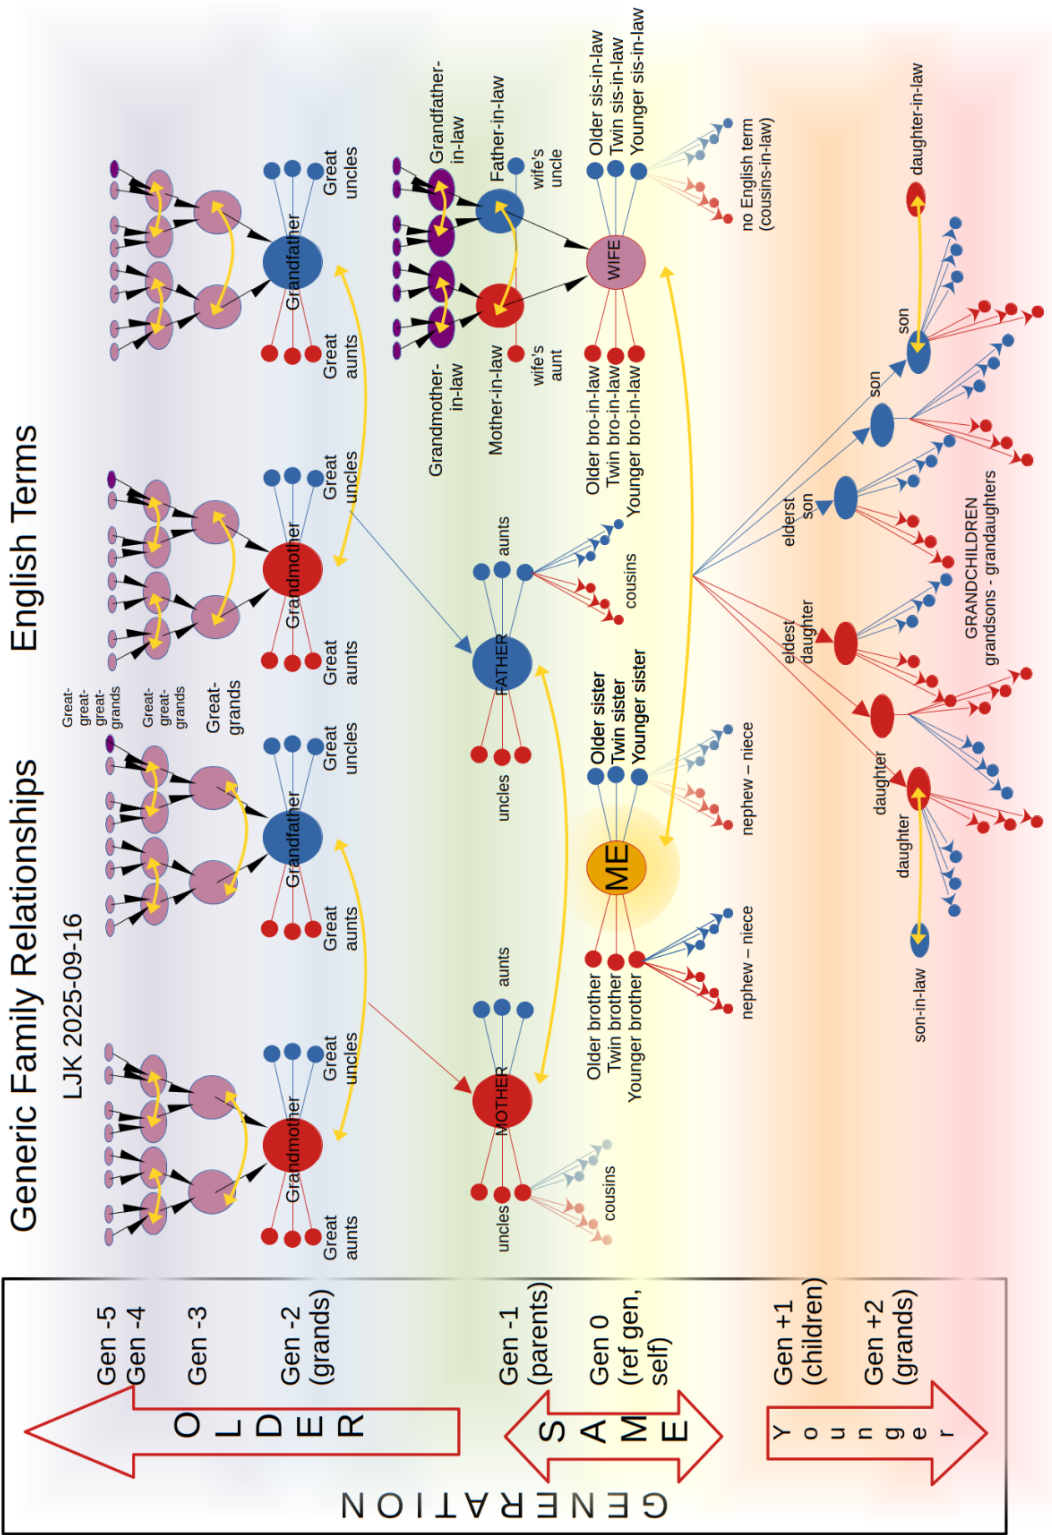 Generic Family Relationships
English Terms
LJK 2025-09-16
Great-
great-
great-
grands
Great-
great-
grands
Great-
grands
Grandmother
Grandfather
Grandmother
Grandfather
Great
aunts
Great
uncles
Great
aunts
Great
uncles
Great
aunts
Great
uncles
Great
aunts
Great
uncles
Grandmother-
in-law
Grandfather-
in-law
Mother-in-law
Father-in-law
wife's
aunt
wife's
uncle
MOTHER
uncles
aunts
cousins
FATHER
uncles
aunts
cousins
ME
Older brother
Twin brother
Younger brother
Older sister
Twin sister
Younger sister
nephew – niece
nephew – niece
WIFE
Older bro-in-law
Twin bro-in-law
Younger bro-in-law
Older sis-in-law
Twin sis-in-law
Younger sis-in-law
no English term
(cousins-in-law)
son-in-law
daughter
daughter
eldest
daughter
elderst
son
son
son
daughter-in-law
GRANDCHILDREN
grandsons - grandaughters
GENERATION
OLDER
SAME
Younger
Gen -5
Gen -4
Gen -3
Gen -2
(grands)
Gen -1
(parents)
Gen 0
(ref gen,
self)
Gen +1
(children)
Gen +2
(grands)